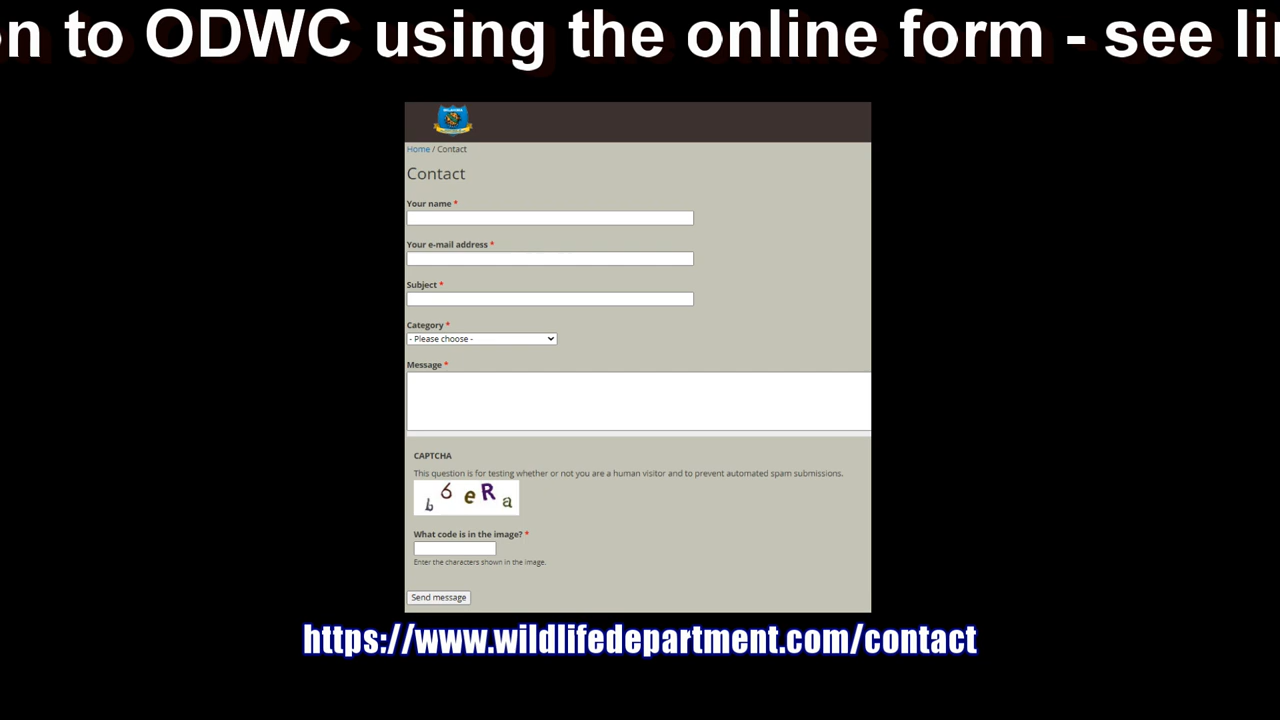 n to ODWC using the online form - see li
Home / Contact
Contact
Your name *
Your e-mail address *
Subject *
Category *
- Please choose -
Message *
CAPTCHA
This question is for testing whether or not you are a human visitor and to prevent automated spam submissions.
b6eRa
What code is in the image? *
Enter the characters shown in the image.
Send message
https://www.wildlifedepartment.com/contact